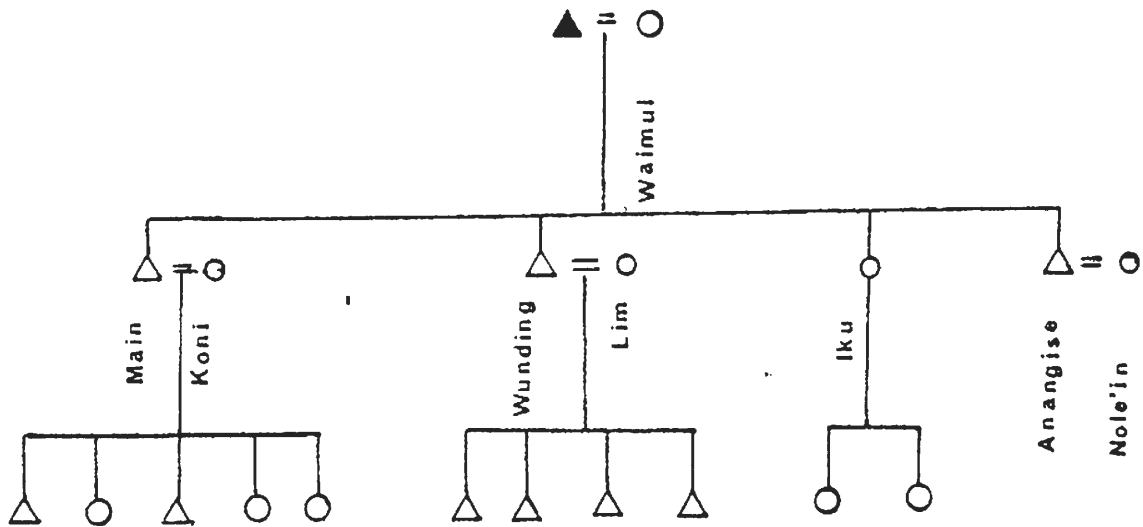 Waimul
Main
Koni
Wunding
Lim
Iku
Anangise
Nole'in